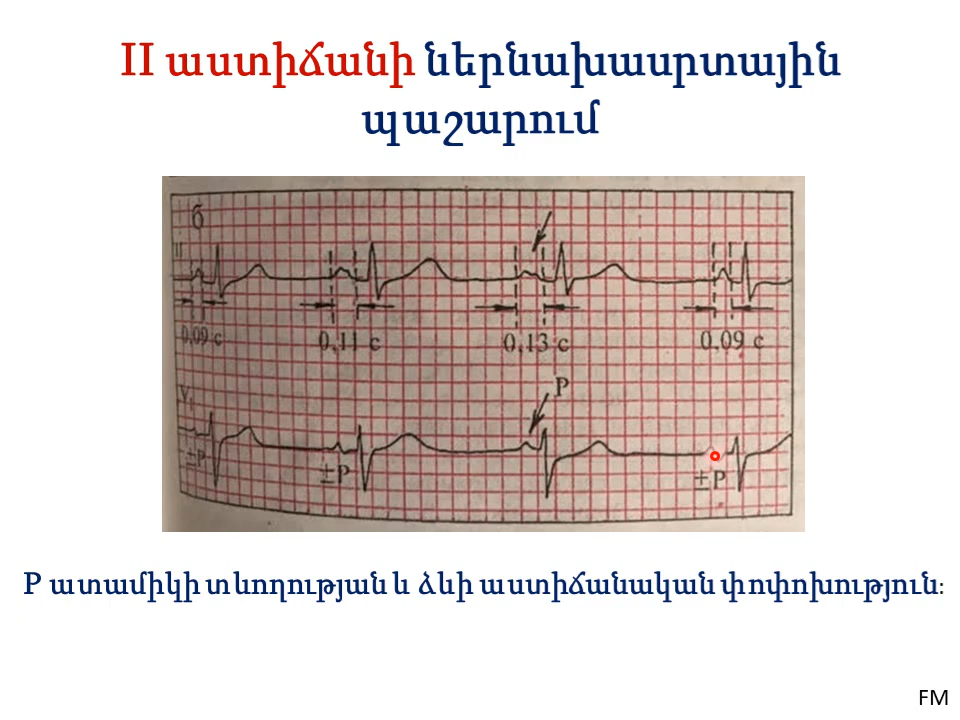 II աստիճանի ներնախասրտային
պաշարում
б
II
0,09 с
0,11 с
0,13 с
0,09 с
P
V₁
±P
±P
±P
P ատամիկի տևողության և ձևի աստիճանական փոփոխություն:
FM